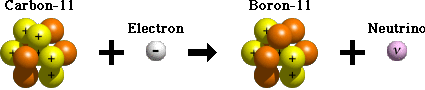 Carbon-11 Electron Boron-11 Neutrino
+ + + + + + - + + + + + + ν